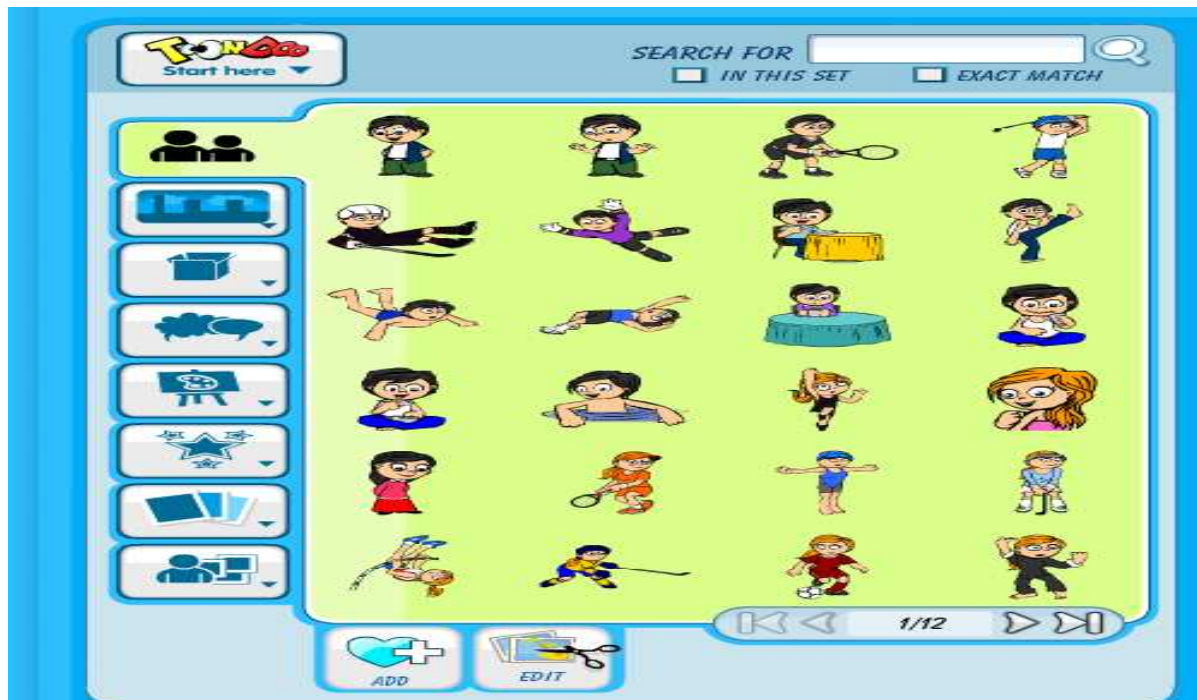 TOONDOO
Start here
SEARCH FOR
IN THIS SET
EXACT MATCH
1/12
ADD
EDIT